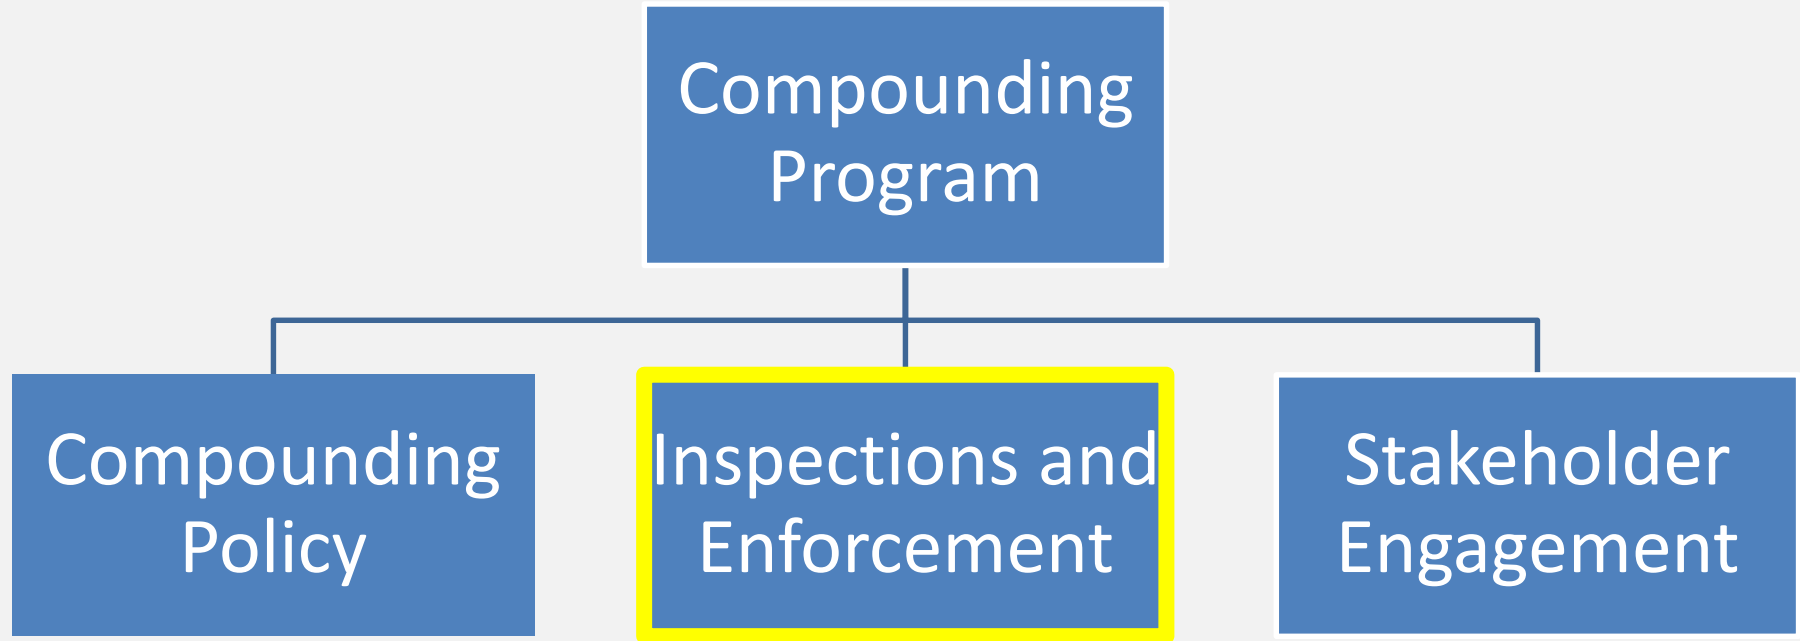 Compounding
Program
Compounding
Policy
Inspections and
Enforcement
Stakeholder
Engagement